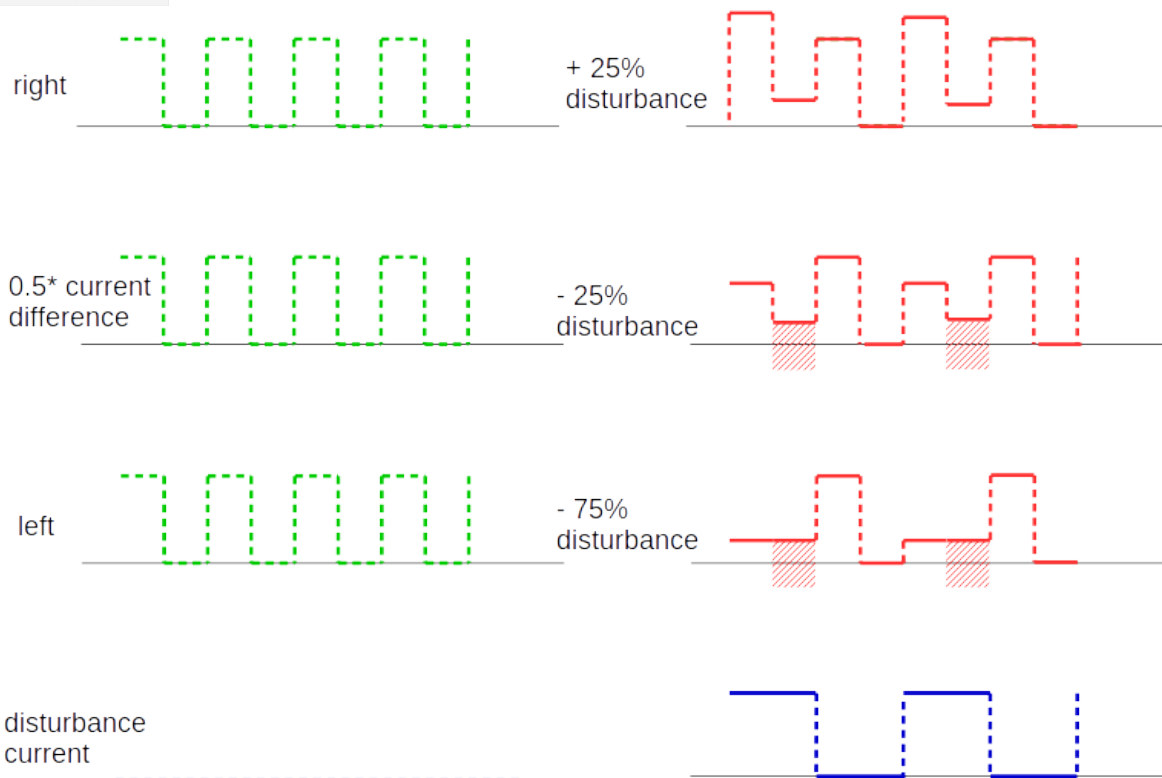 right
+ 25%
disturbance
0.5* current
difference
- 25%
disturbance
left
- 75%
disturbance
disturbance
current